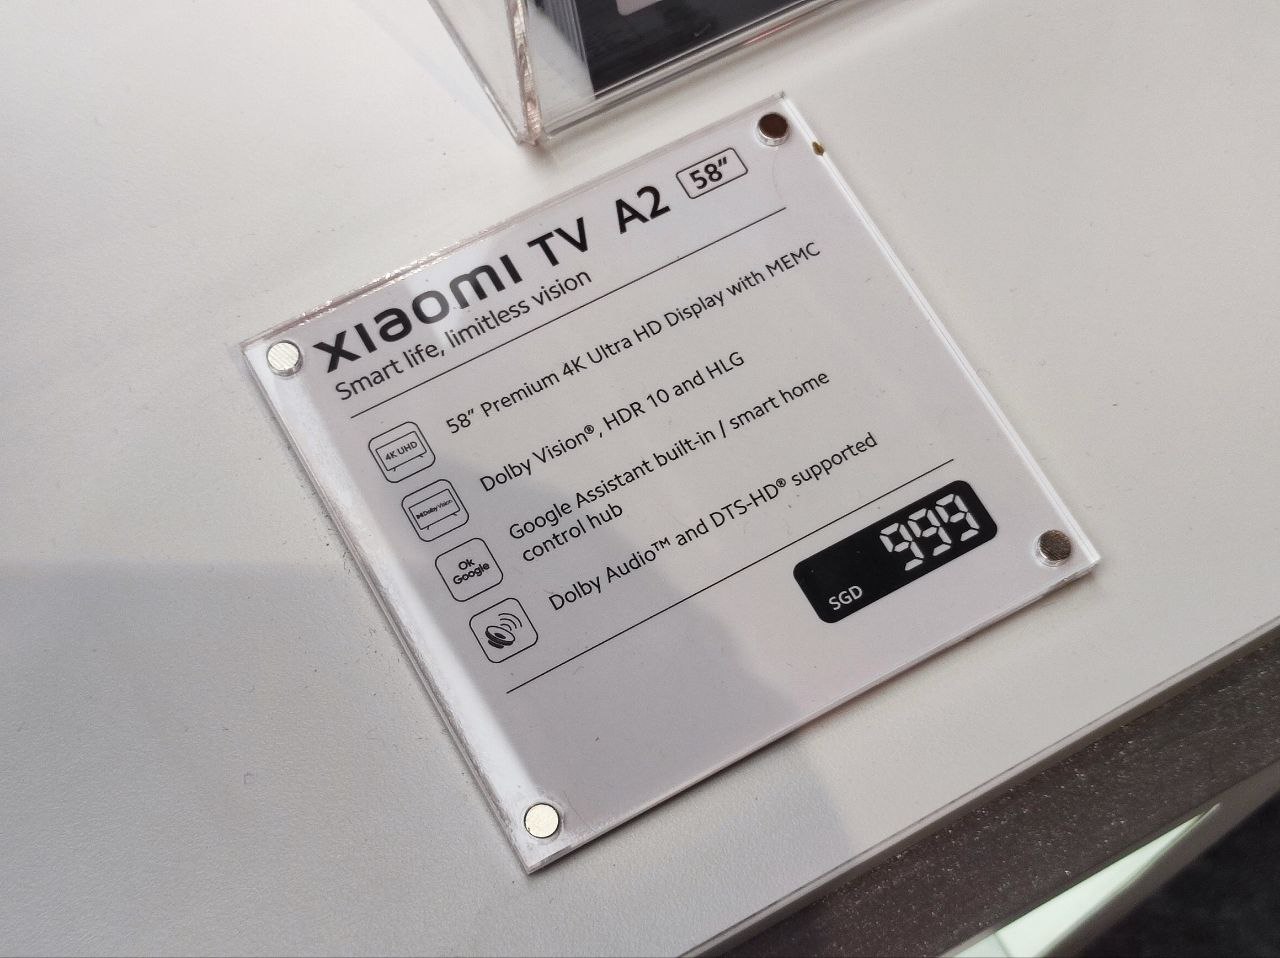 xiaomi TV A2 58”
Smart life, limitless vision
4K UHD
58” Premium 4K Ultra HD Display with MEMC
Dolby Vision
Dolby Vision®, HDR 10 and HLG
Ok
Google
Google Assistant built-in / smart home
control hub
Dolby Audio™ and DTS-HD® supported
SGD 999